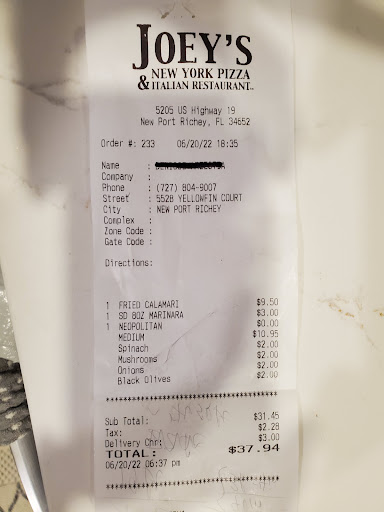 JOEY'S
NEW YORK PIZZA
& ITALIAN RESTAURANT
5205 US Highway 19
New Port Richey, FL 34652
Order #: 233 06/20/22 18:35
Name :
Company :
Phone : (727) 804-9007
Street : 5528 YELLOWFIN COURT
City : NEW PORT RICHEY
Complex :
Zone Code :
Gate Code :
Directions:
1 FRIED CALAMARI $9.50
1 SD 8OZ MARINARA $3.00
1 NEOPOLITAN $0.00
MEDIUM $10.95
Spinach $2.00
Mushrooms $2.00
Onions $2.00
Black Olives $2.00
Sub Total: $31.45
Tax: $2.28
Delivery Chr: $3.00
TOTAL: $37.94
06/20/22 06:37 pm